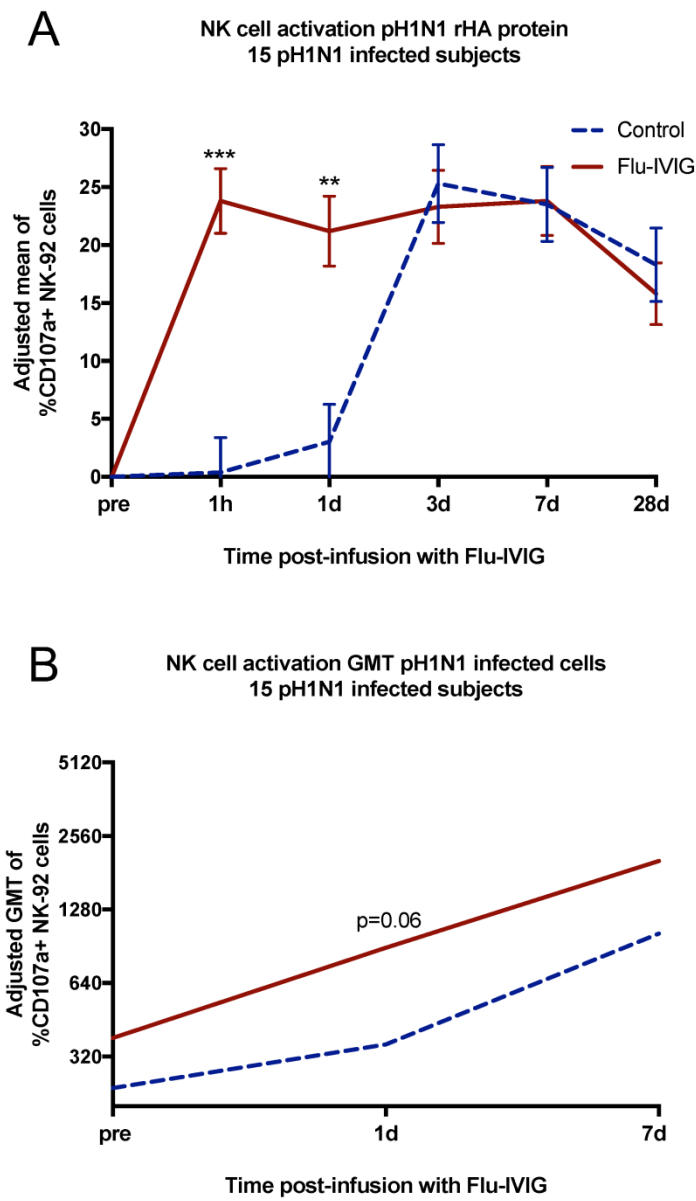 A
NK cell activation pH1N1 rHA protein
15 pH1N1 infected subjects
Control
Flu-IVIG
Adjusted mean of
%CD107a+ NK-92 cells
30
25
20
15
10
5
0
***
**
pre 1h 1d 3d 7d 28d
Time post-infusion with Flu-IVIG
B
NK cell activation GMT pH1N1 infected cells
15 pH1N1 infected subjects
Adjusted GMT of
%CD107a+ NK-92 cells
5120
2560
1280
640
320
p=0.06
pre 1d 7d
Time post-infusion with Flu-IVIG